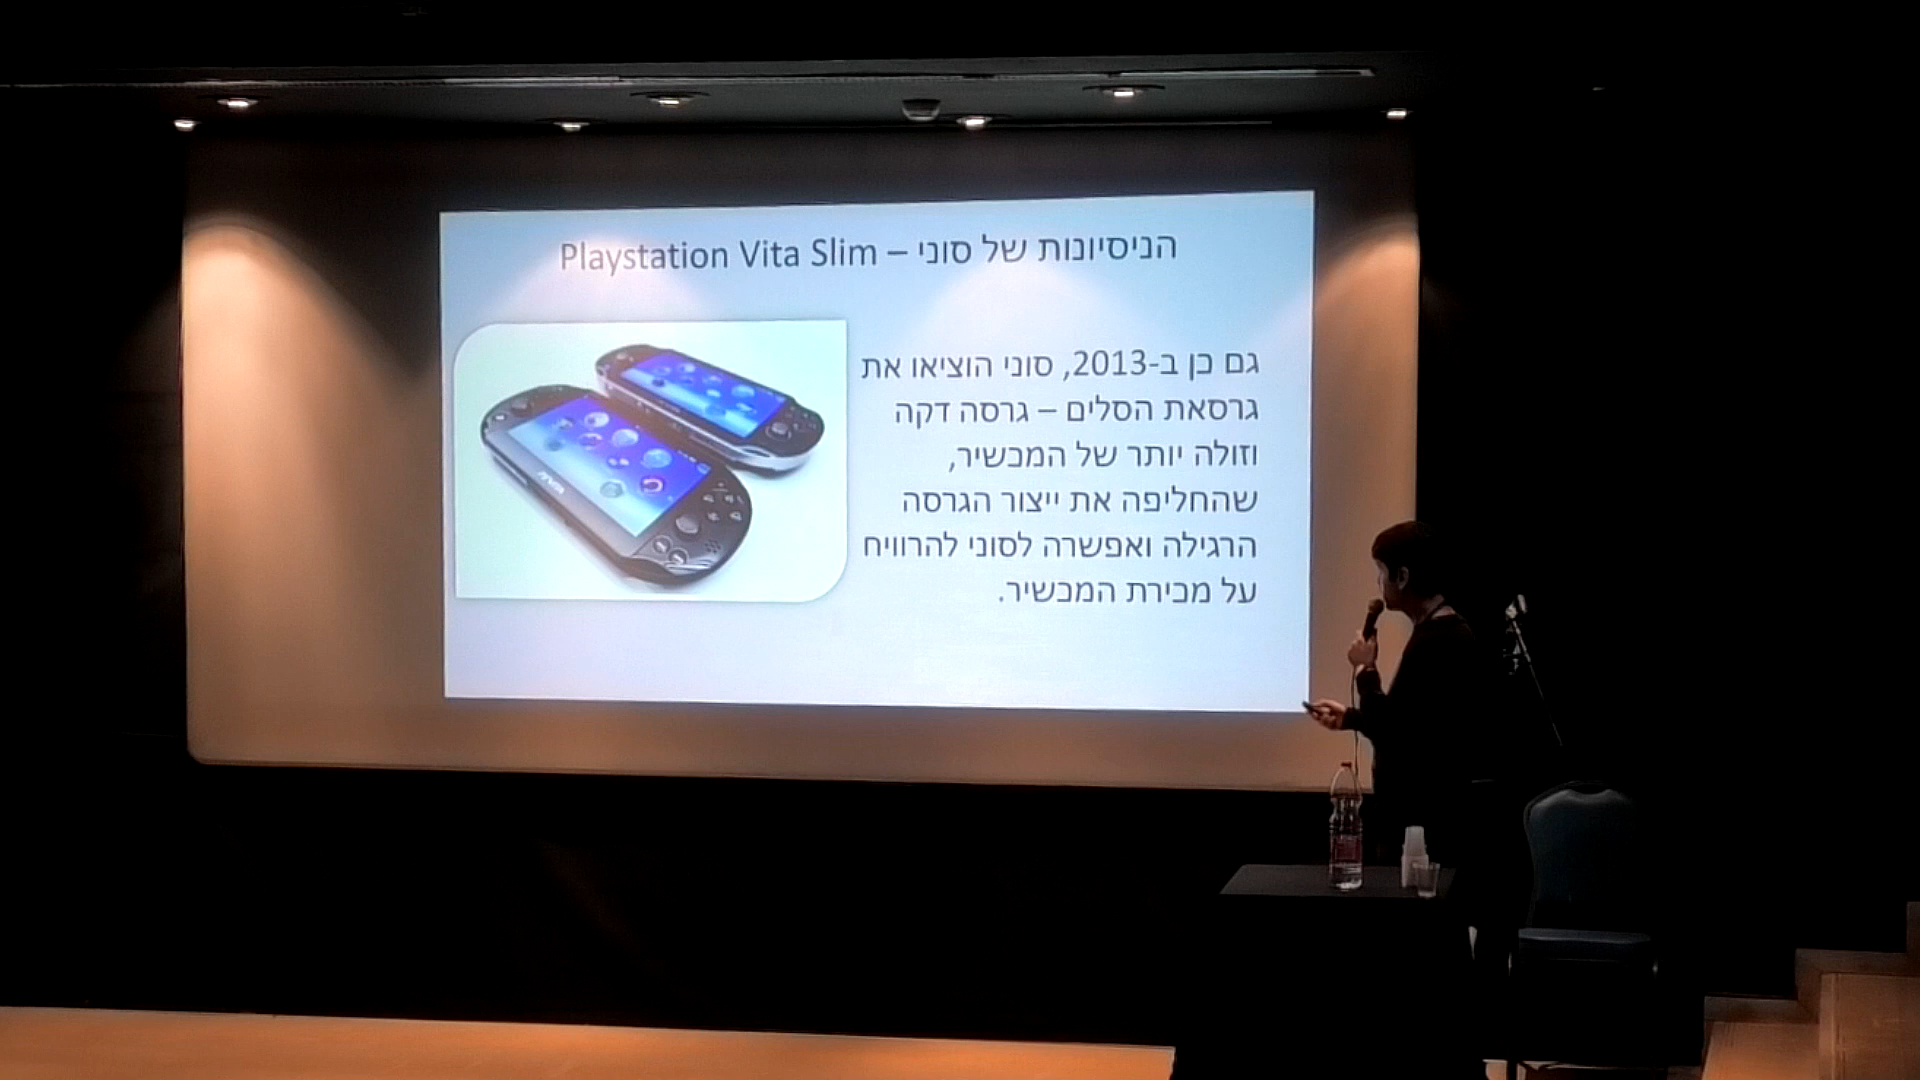 הניסיונות של סוני – Playstation Vita Slim
גם כן ב-2013, סוני הוציאו את
גרסאת הסלים – גרסה דקה
וזולה יותר של המכשיר,
שהחליפה את ייצור הגרסה
הרגילה ואפשרה לסוני להרוויח
על מכירת המכשיר.
PSVITA